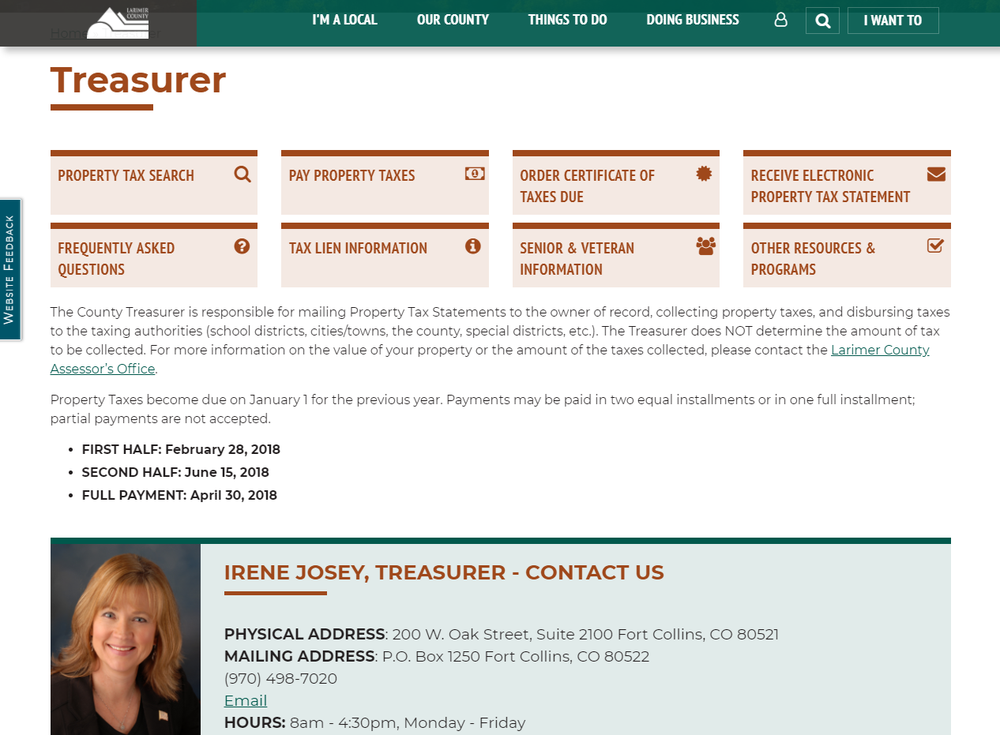 LARIMER
COUNTY
I'M A LOCAL
OUR COUNTY
THINGS TO DO
DOING BUSINESS
I WANT TO
Home » Treasurer
Treasurer
PROPERTY TAX SEARCH
PAY PROPERTY TAXES
ORDER CERTIFICATE OF
TAXES DUE
RECEIVE ELECTRONIC
PROPERTY TAX STATEMENT
FREQUENTLY ASKED
QUESTIONS
TAX LIEN INFORMATION
SENIOR & VETERAN
INFORMATION
OTHER RESOURCES &
PROGRAMS
Website Feedback
The County Treasurer is responsible for mailing Property Tax Statements to the owner of record, collecting property taxes, and disbursing taxes
to the taxing authorities (school districts, cities/towns, the county, special districts, etc.). The Treasurer does NOT determine the amount of tax
to be collected. For more information on the value of your property or the amount of the taxes collected, please contact the Larimer County
Assessor’s Office.
Property Taxes become due on January 1 for the previous year. Payments may be paid in two equal installments or in one full installment;
partial payments are not accepted.
• FIRST HALF: February 28, 2018
• SECOND HALF: June 15, 2018
• FULL PAYMENT: April 30, 2018
IRENE JOSEY, TREASURER - CONTACT US
PHYSICAL ADDRESS: 200 W. Oak Street, Suite 2100 Fort Collins, CO 80521
MAILING ADDRESS: P.O. Box 1250 Fort Collins, CO 80522
(970) 498-7020
Email
HOURS: 8am - 4:30pm, Monday - Friday